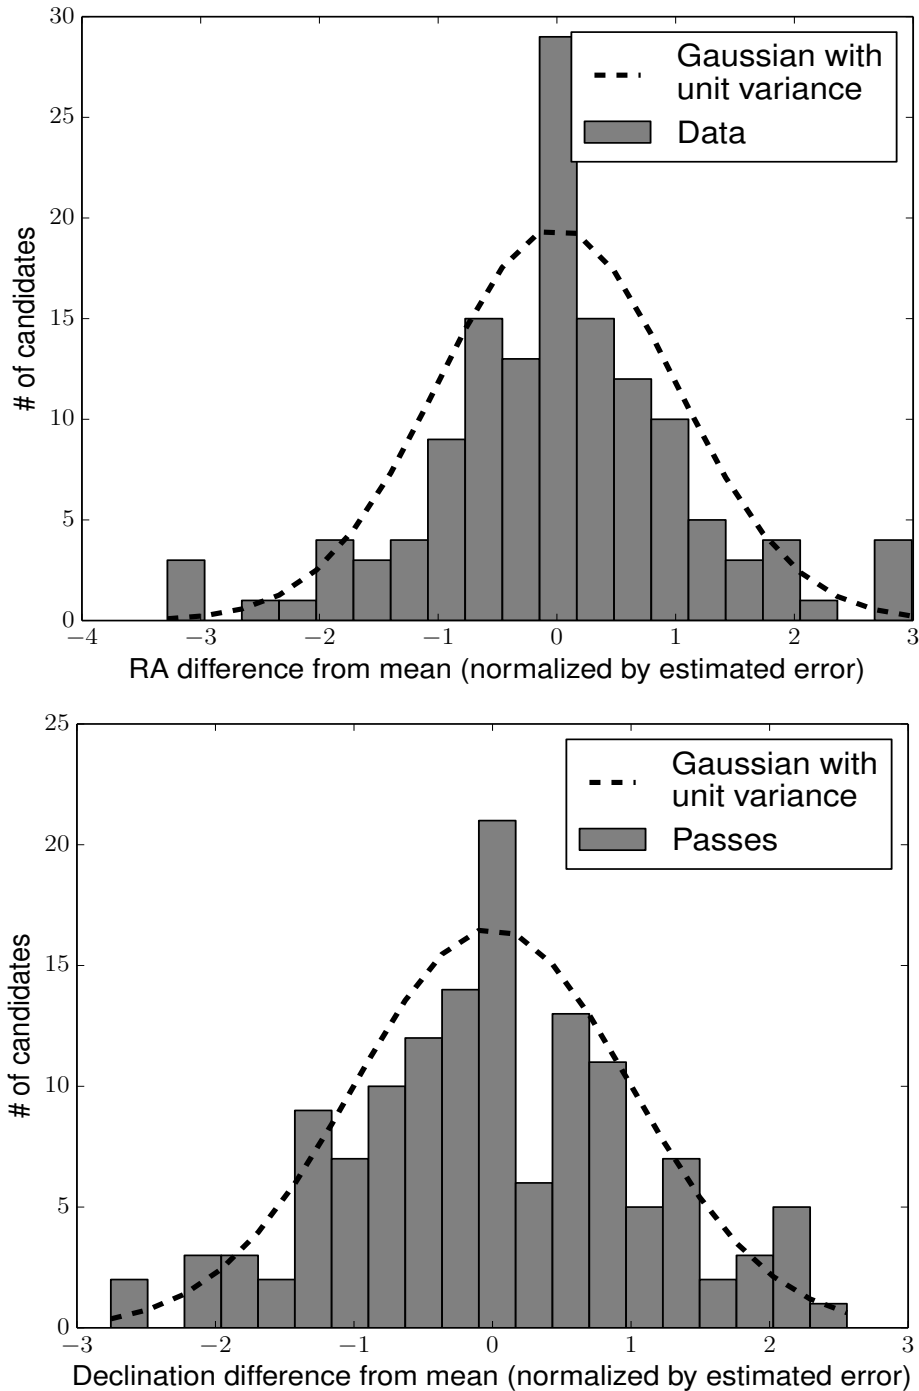 30
25
20
15
10
5
0
# of candidates
Gaussian with
unit variance
Data
−4 −3 −2 −1 0 1 2 3
RA difference from mean (normalized by estimated error)
25
20
15
10
5
0
# of candidates
Gaussian with
unit variance
Passes
−3 −2 −1 0 1 2 3
Declination difference from mean (normalized by estimated error)